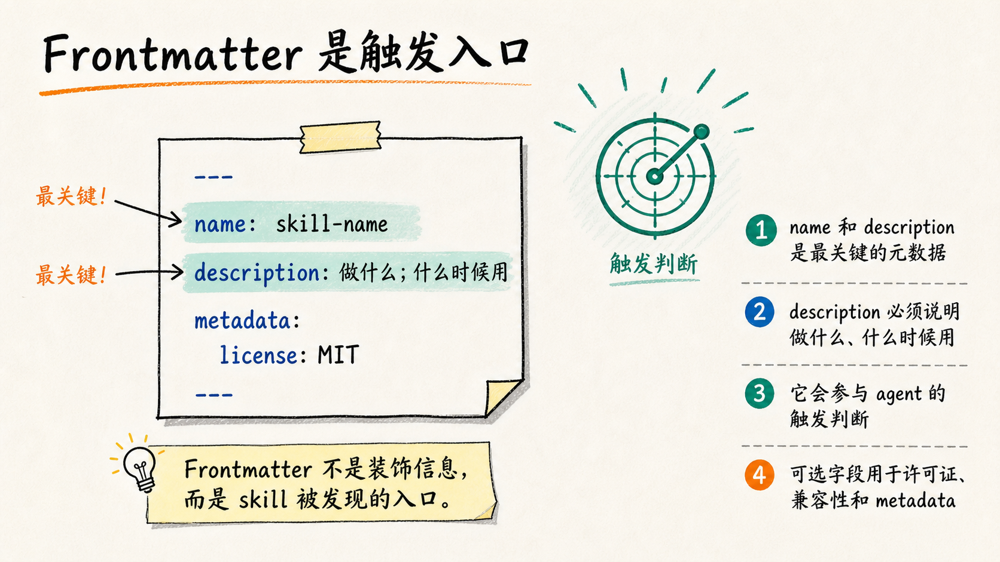 Frontmatter 是触发入口
最关键!
最关键!
---
name: skill-name
description: 做什么; 什么时候用
metadata:
  license: MIT
---
Frontmatter 不是装饰信息,
而是 skill 被发现的入口。
触发判断
1 name 和 description
是最关键的元数据
2 description 必须说明
做什么、什么时候用
3 它会参与 agent 的
触发判断
4 可选字段用于许可证、
兼容性和 metadata